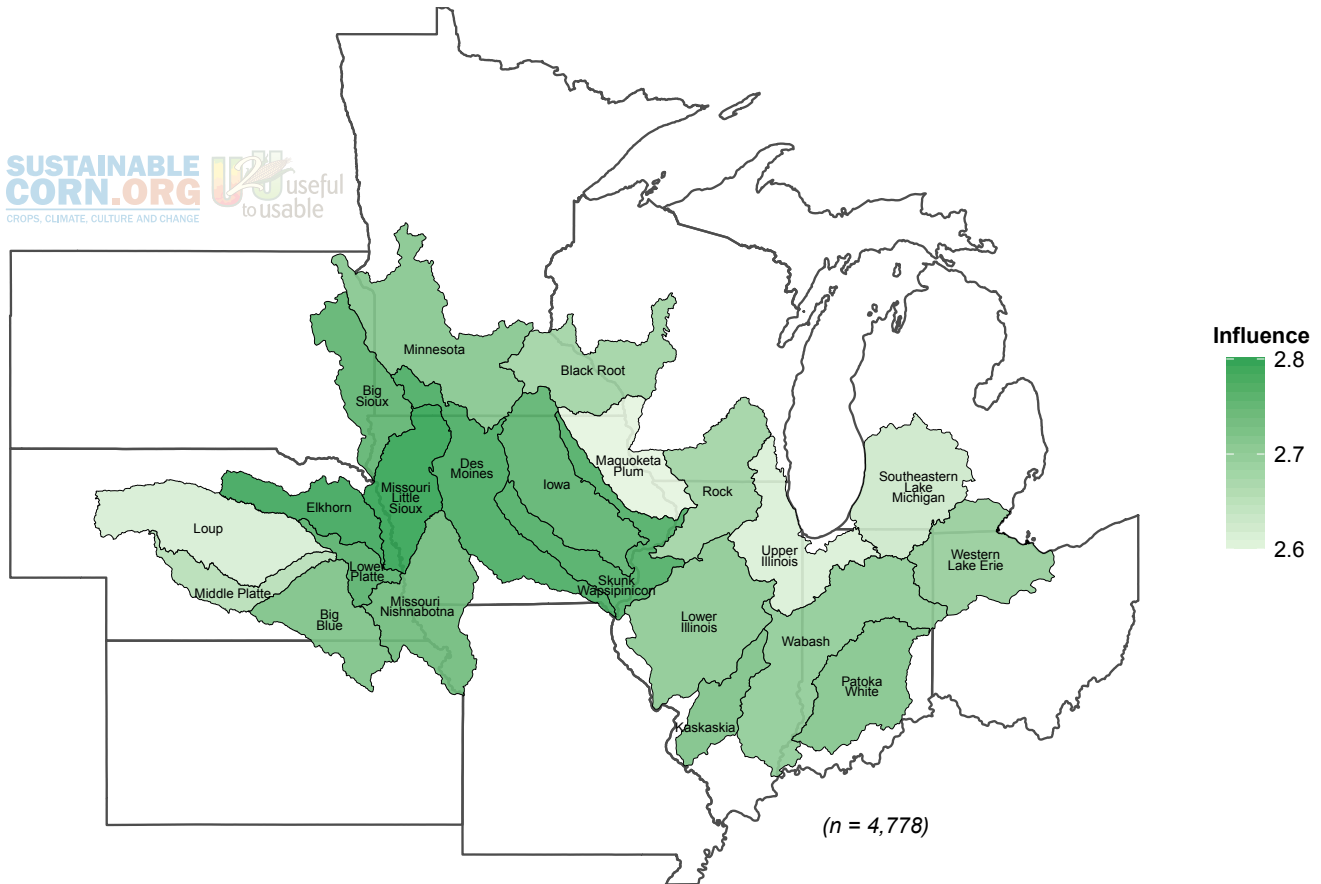 SUSTAINABLE
CORN.ORG
CROPS, CLIMATE, CULTURE AND CHANGE
U2U
useful
to usable
Influence
2.8
2.7
2.6
Minnesota
Black Root
Big
Sioux
Maquoketa
Plum
Des
Moines
Iowa
Rock
Southeastern
Lake
Michigan
Missouri
Little
Sioux
Elkhorn
Loup
Upper
Illinois
Western
Lake Erie
Lower
Platte
Middle Platte
Skunk
Wapsipinicon
Missouri
Nishnabotna
Big
Blue
Lower
Illinois
Wabash
Patoka
White
Kaskaskia
(n = 4,778)